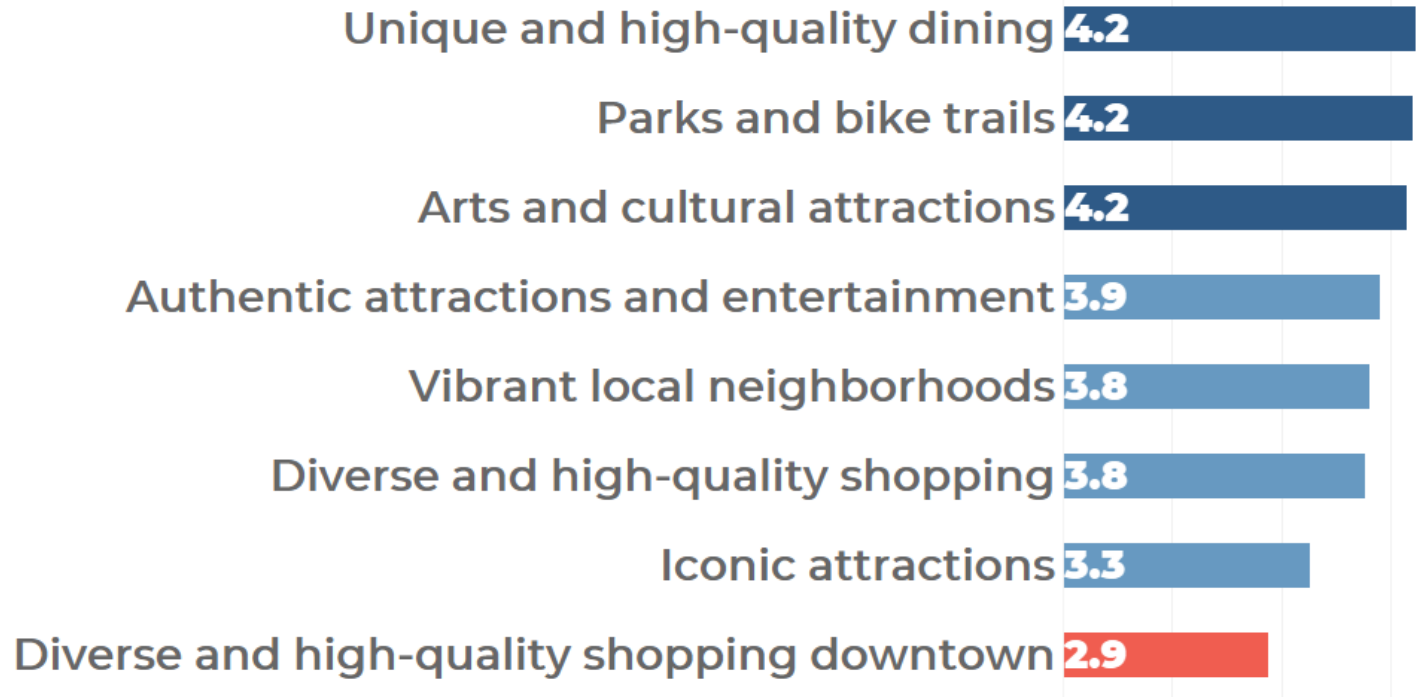 Unique and high-quality dining 4.2
Parks and bike trails 4.2
Arts and cultural attractions 4.2
Authentic attractions and entertainment 3.9
Vibrant local neighborhoods 3.8
Diverse and high-quality shopping 3.8
Iconic attractions 3.3
Diverse and high-quality shopping downtown 2.9